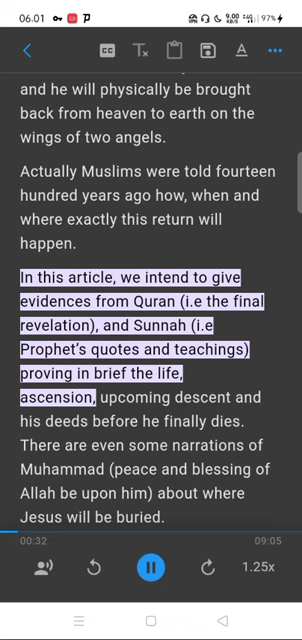 06.01
9.00
KB/S
97%
CC
and he will physically be brought
back from heaven to earth on the
wings of two angels.
Actually Muslims were told fourteen
hundred years ago how, when and
where exactly this return will
happen.
In this article, we intend to give
evidences from Quran (i.e the final
revelation), and Sunnah (i.e
Prophet’s quotes and teachings)
proving in brief the life,
ascension, upcoming descent and
his deeds before he finally dies.
There are even some narrations of
Muhammad (peace and blessing of
Allah be upon him) about where
Jesus will be buried.
00:32 09:05
1.25x